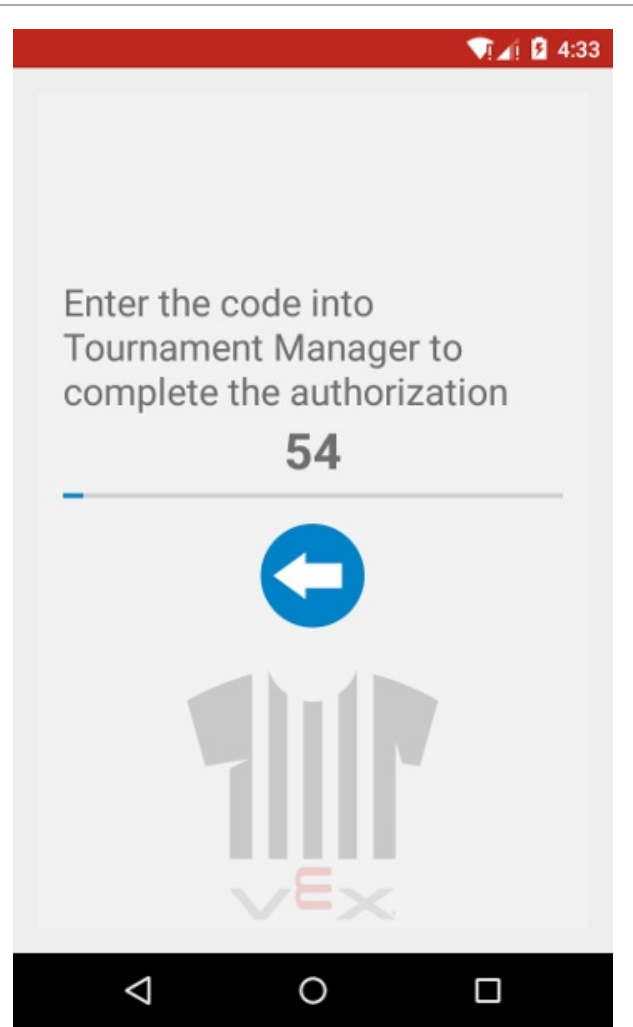 4:33
Enter the code into
Tournament Manager to
complete the authorization
54
VEX